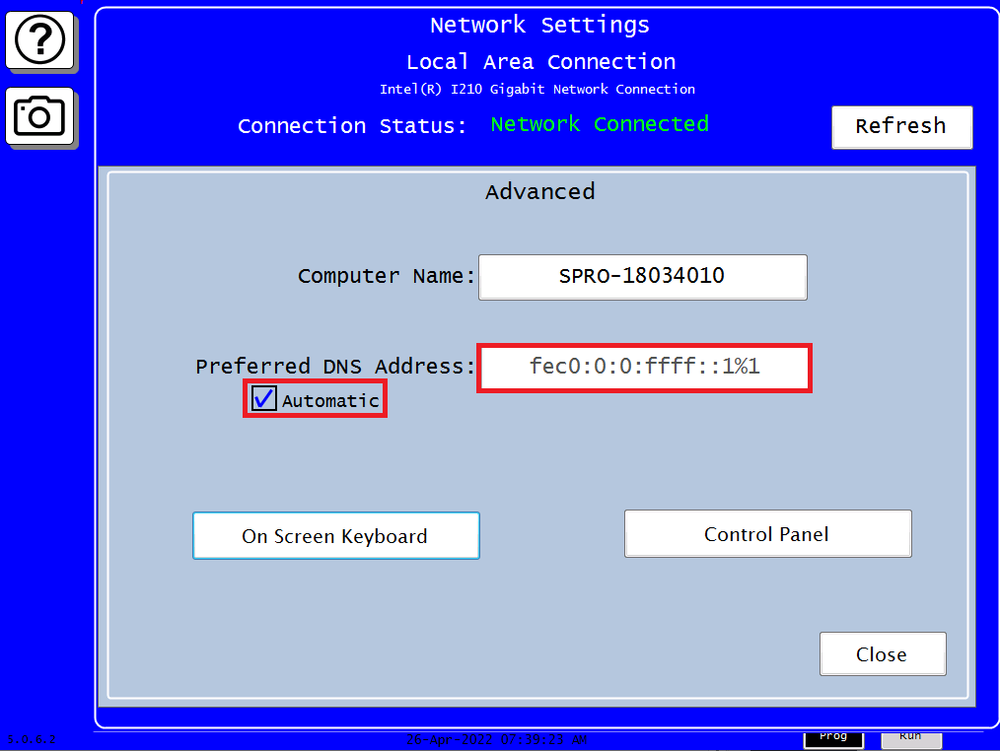 ?
Network Settings
Local Area Connection
Intel(R) I210 Gigabit Network Connection
Connection Status: Network Connected
Refresh
Advanced
Computer Name: SPRO-18034010
Preferred DNS Address: fec0:0:0:ffff::1%1
Automatic
On Screen Keyboard Control Panel
Close
26-Apr-2022 07:39:23 AM Prog Run